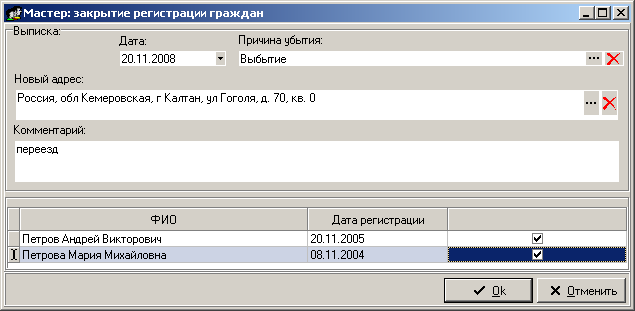 Мастер: закрытие регистрации граждан
Выписка:
Дата: Причина убытия:
20.11.2008 Выбытие ...
Новый адрес:
Россия, обл Кемеровская, г Калтан, ул Гоголя, д. 70, кв. 0 ...
Комментарий:
переезд
ФИО Дата регистрации
Петров Андрей Викторович 20.11.2005
Петрова Мария Михайловна 08.11.2004
Ok Отменить